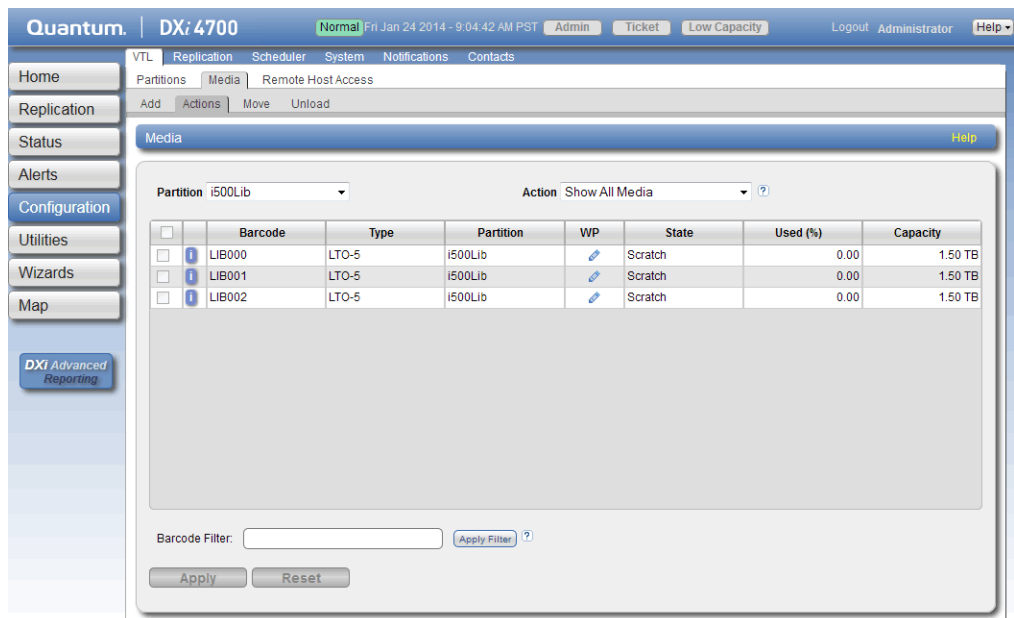 Quantum. DXi 4700 Normal Fri Jan 24 2014 - 9:04:42 AM PST Admin Ticket Low Capacity Logout Administrator Help
VTL Replication Scheduler System Notifications Contacts
Home
Replication
Status
Alerts
Configuration
Utilities
Wizards
Map
DXi Advanced
Reporting
Partitions Media Remote Host Access
Add Actions Move Unload
Media Help
Partition i500Lib Action Show All Media ?
Barcode Type Partition WP State Used (%) Capacity
i LIB000 LTO-5 i500Lib Scratch 0.00 1.50 TB
i LIB001 LTO-5 i500Lib Scratch 0.00 1.50 TB
i LIB002 LTO-5 i500Lib Scratch 0.00 1.50 TB
Barcode Filter: Apply Filter ?
Apply Reset